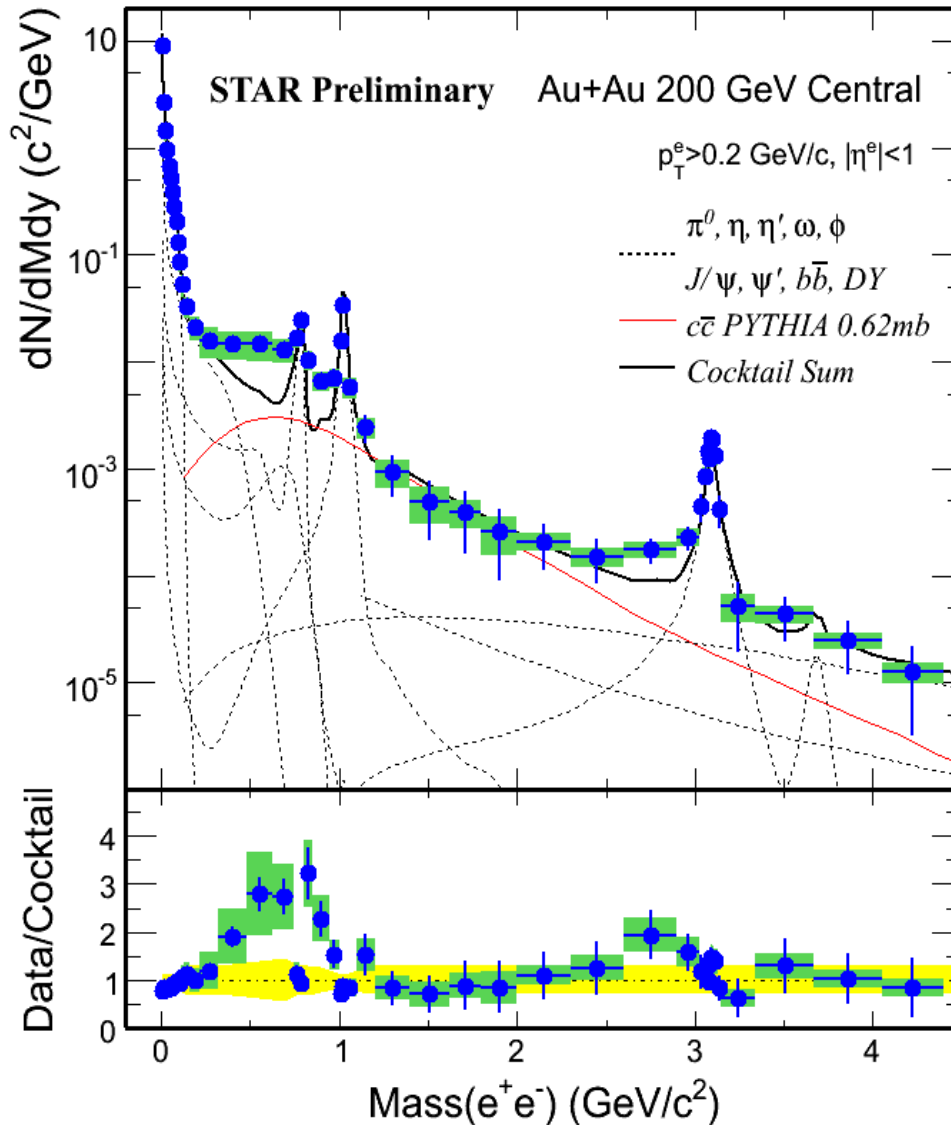 STAR Preliminary Au+Au 200 GeV Central
p_T^e>0.2 GeV/c, |η^e|<1
π^0, η, η′, ω, ϕ
J/ψ, ψ′, bb̄, DY
cc̄ PYTHIA 0.62mb
Cocktail Sum
dN/dMdy (c^2/GeV)
10
10^-1
10^-3
10^-5
Data/Cocktail
4
3
2
1
0
0 1 2 3 4
Mass(e^+e^-) (GeV/c^2)